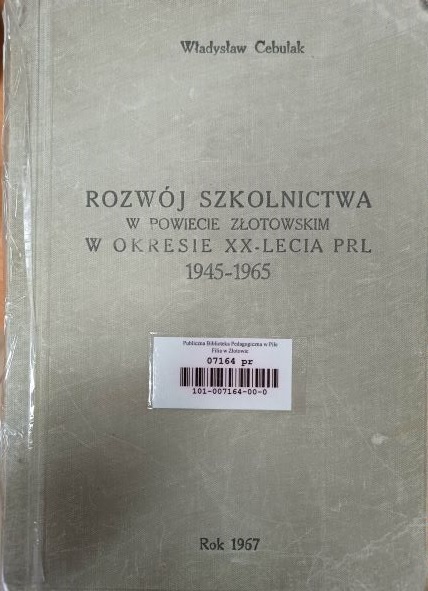 Władysław Cebulak
ROZWÓJ SZKOLNICTWA
W POWIECIE ZŁOTOWSKIM
W OKRESIE XX-LECIA PRL
1945-1965
Publiczna Biblioteka Pedagogiczna w Pile
Filia w Złotowie
07164 pr
101-007164-00-0
Rok 1967